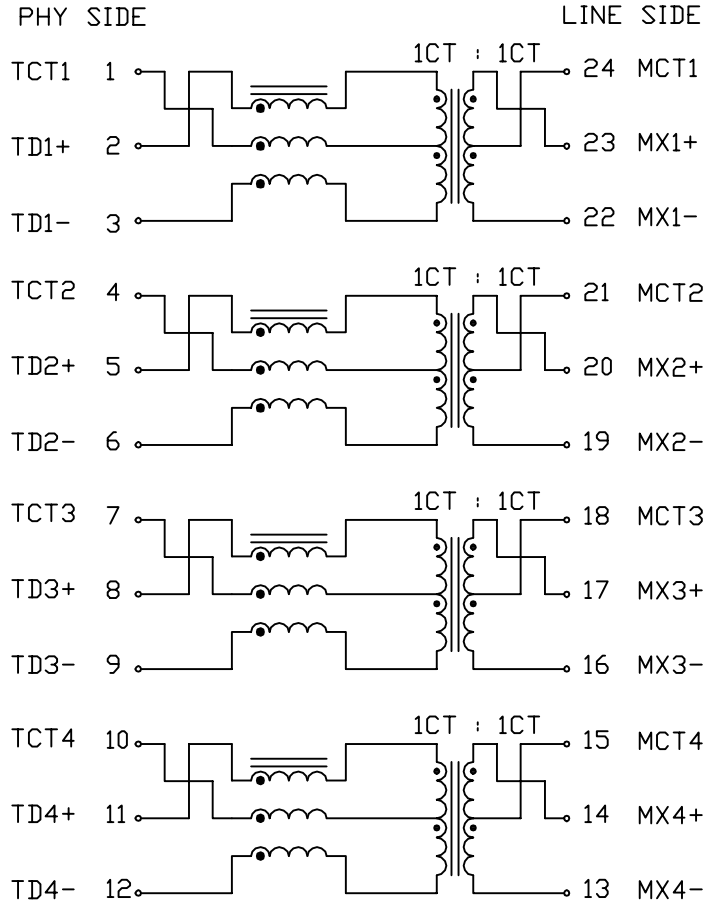 PHY SIDE LINE SIDE
1CT : 1CT
TCT1 1 24 MCT1
TD1+ 2 23 MX1+
TD1- 3 22 MX1-
1CT : 1CT
TCT2 4 21 MCT2
TD2+ 5 20 MX2+
TD2- 6 19 MX2-
1CT : 1CT
TCT3 7 18 MCT3
TD3+ 8 17 MX3+
TD3- 9 16 MX3-
1CT : 1CT
TCT4 10 15 MCT4
TD4+ 11 14 MX4+
TD4- 12 13 MX4-